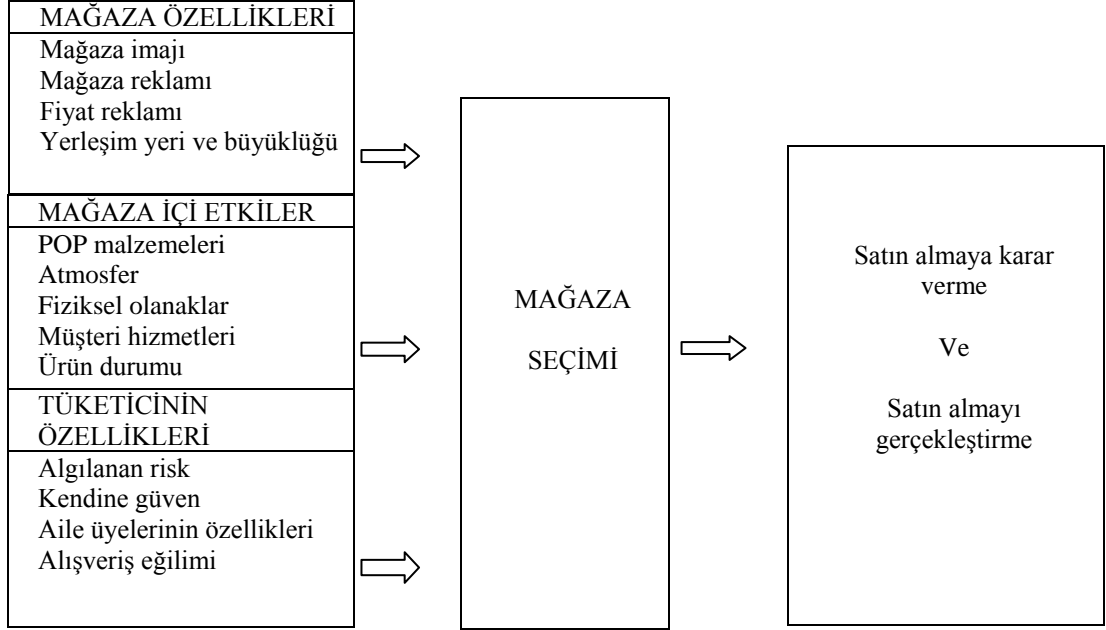 MAĞAZA ÖZELLİKLERİ
Mağaza imajı
Mağaza reklamı
Fiyat reklamı
Yerleşim yeri ve büyüklüğü
MAĞAZA İÇİ ETKİLER
POP malzemeleri
Atmosfer
Fiziksel olanaklar
Müşteri hizmetleri
Ürün durumu
TÜKETİCİNİN
ÖZELLİKLERİ
Algılanan risk
Kendine güven
Aile üyelerinin özellikleri
Alışveriş eğilimi
MAĞAZA
SEÇİMİ
Satın almaya karar
verme
Ve
Satın almayı
gerçekleştirme